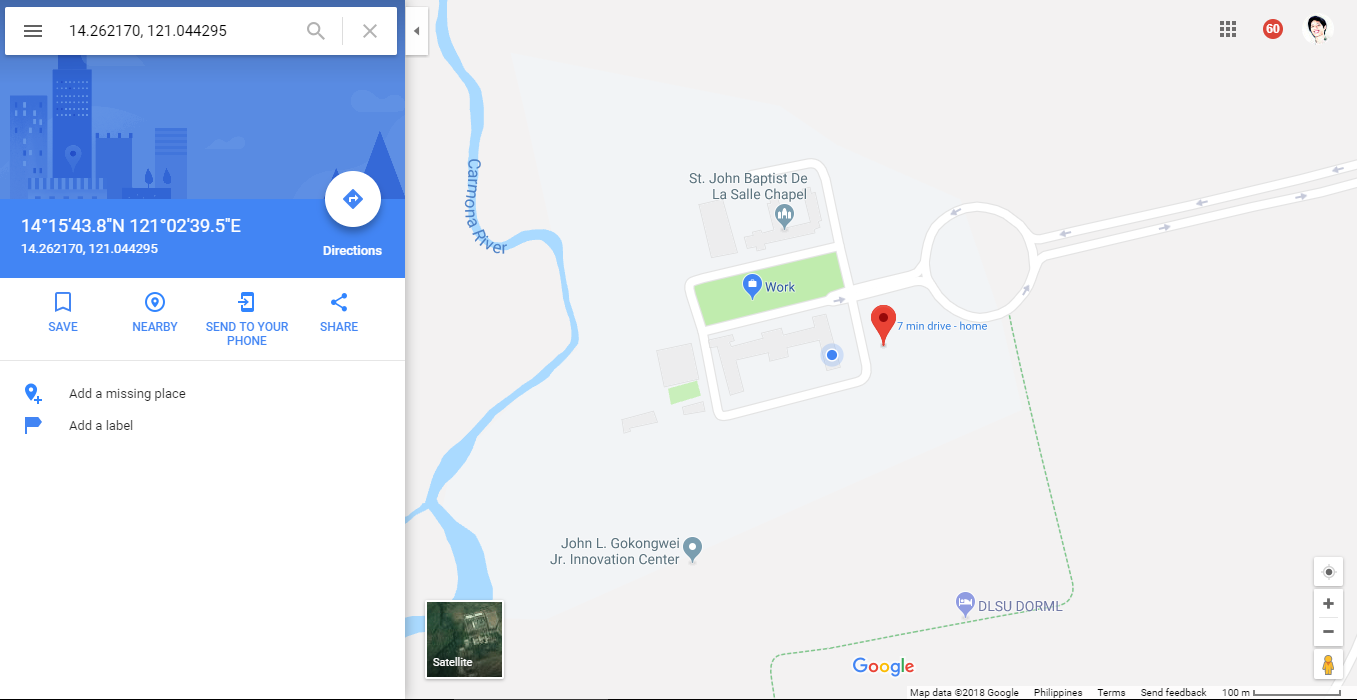 14.262170, 121.044295
14°15'43.8"N 121°02'39.5"E
14.262170, 121.044295
Directions
SAVE
NEARBY
SEND TO YOUR
PHONE
SHARE
Add a missing place
Add a label
60
Carmona River
St. John Baptist De
La Salle Chapel
Work
7 min drive - home
John L. Gokongwei
Jr. Innovation Center
DLSU DORML
Satellite
Google
Map data ©2018 Google Philippines Terms Send feedback 100 m